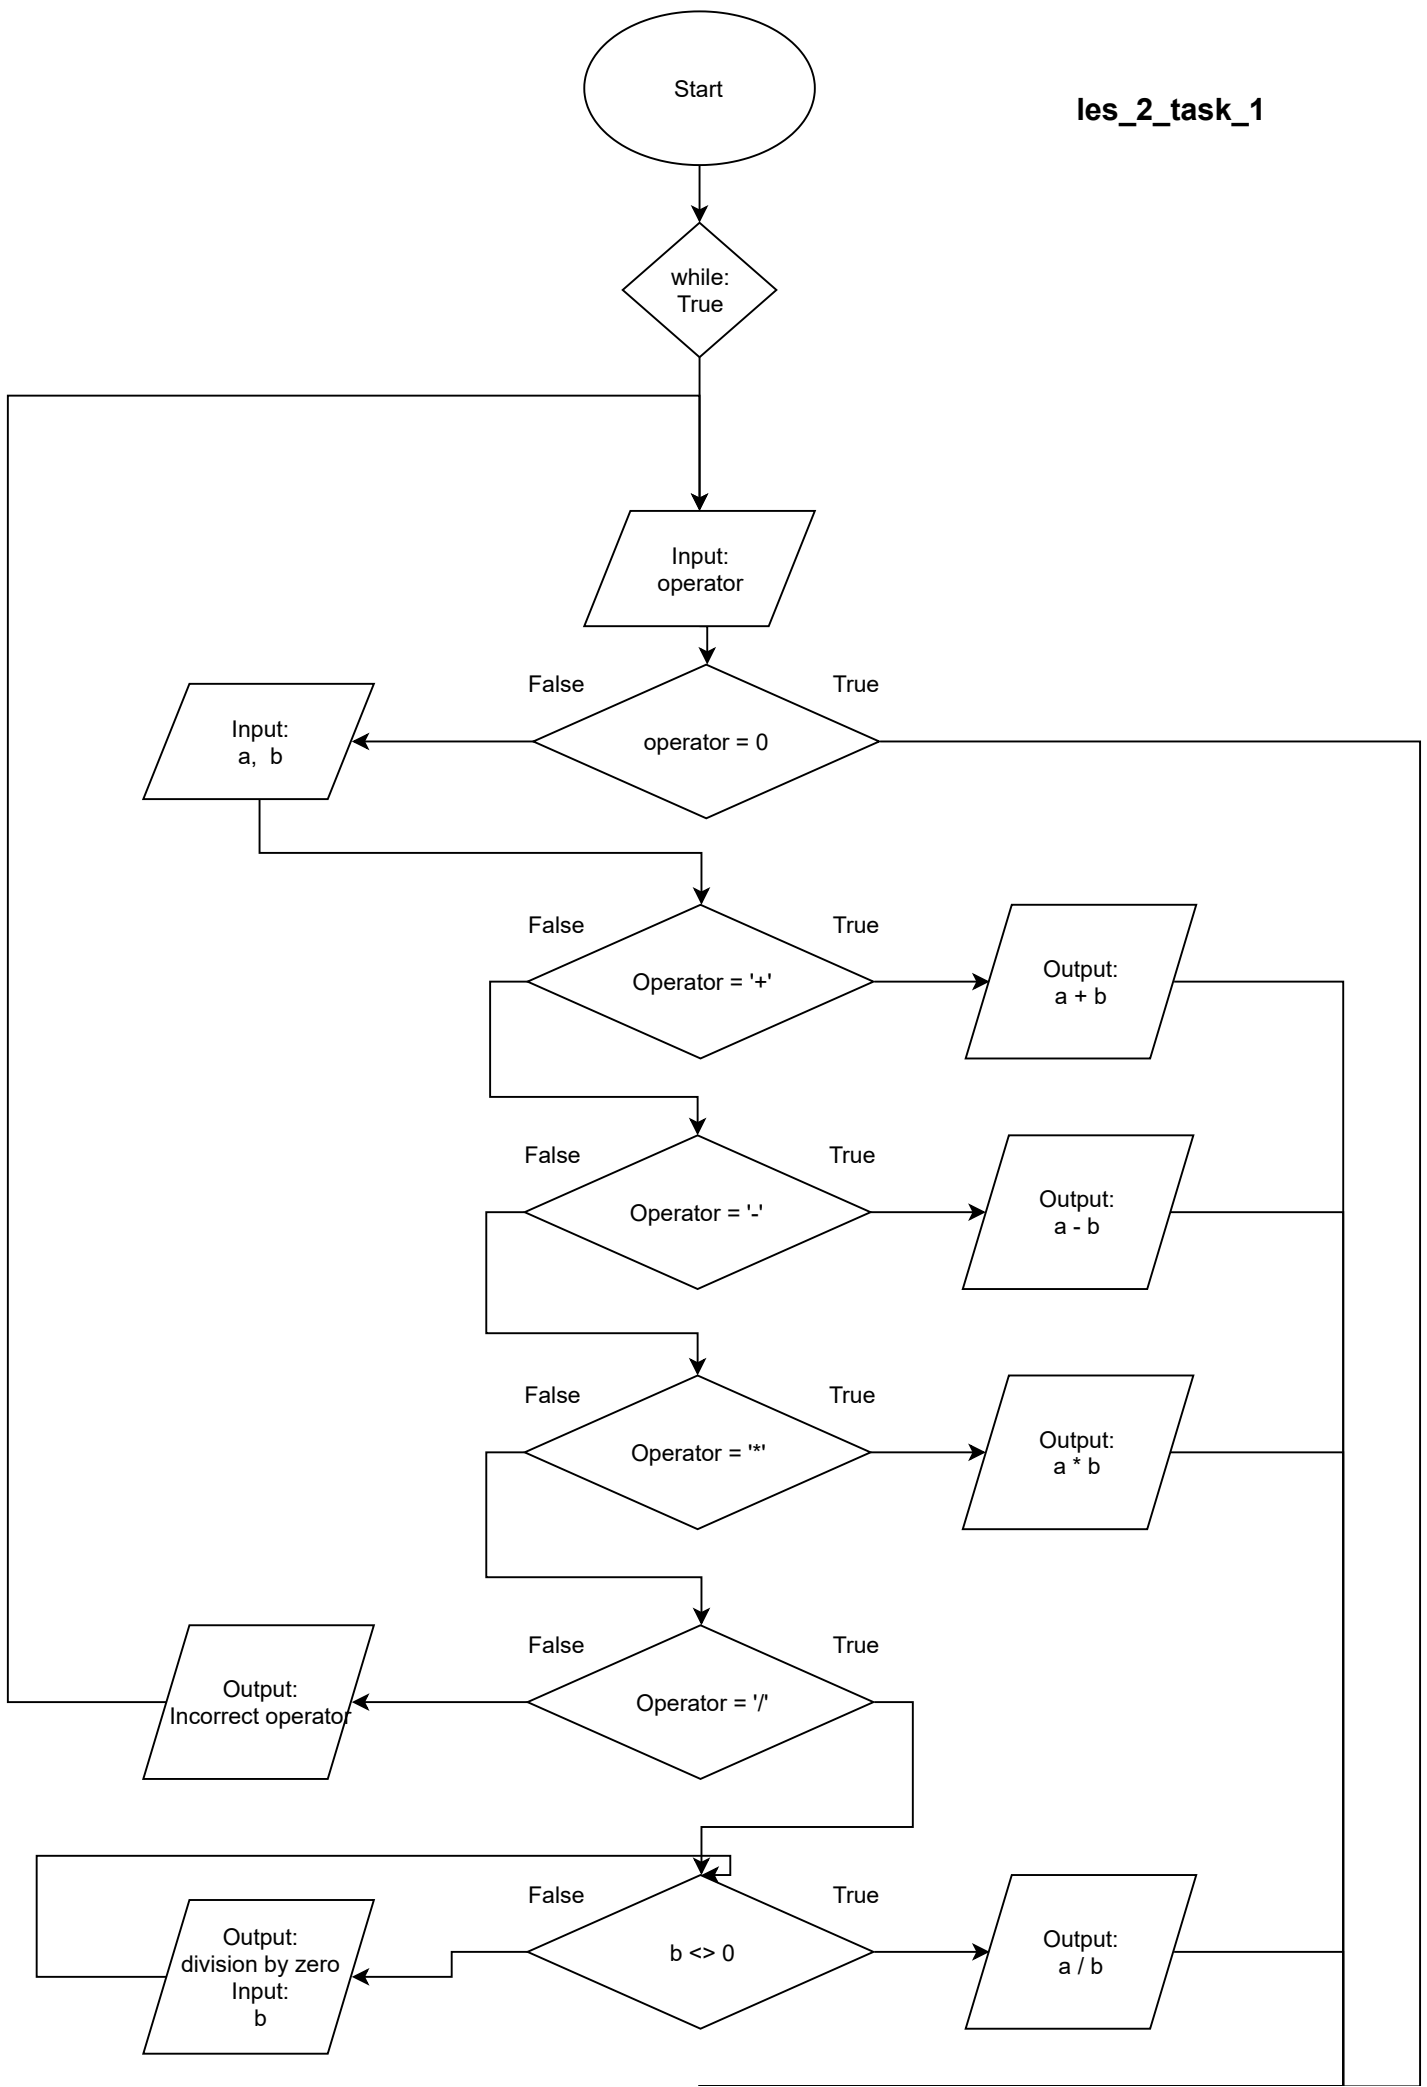 Start
les_2_task_1
while:
True
Input:
operator
False
True
operator = 0
Input:
a,  b
False
True
Operator = '+'
Output:
a + b
False
True
Operator = '-'
Output:
a - b
False
True
Operator = '*'
Output:
a * b
False
True
Operator = '/'
Output:
Incorrect operator
False
True
b <> 0
Output:
a / b
Output:
division by zero
Input:
b